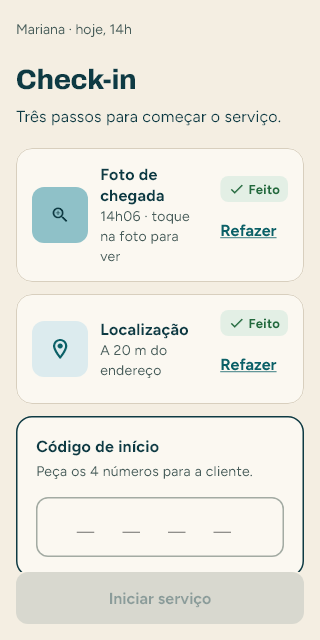 Mariana · hoje, 14h
Check-in
Três passos para começar o serviço.
Foto de
chegada
14h06 · toque
na foto para
ver
Feito
Refazer
Localização
A 20 m do
endereço
Feito
Refazer
Código de início
Peça os 4 números para a cliente.
— — — —
Iniciar serviço